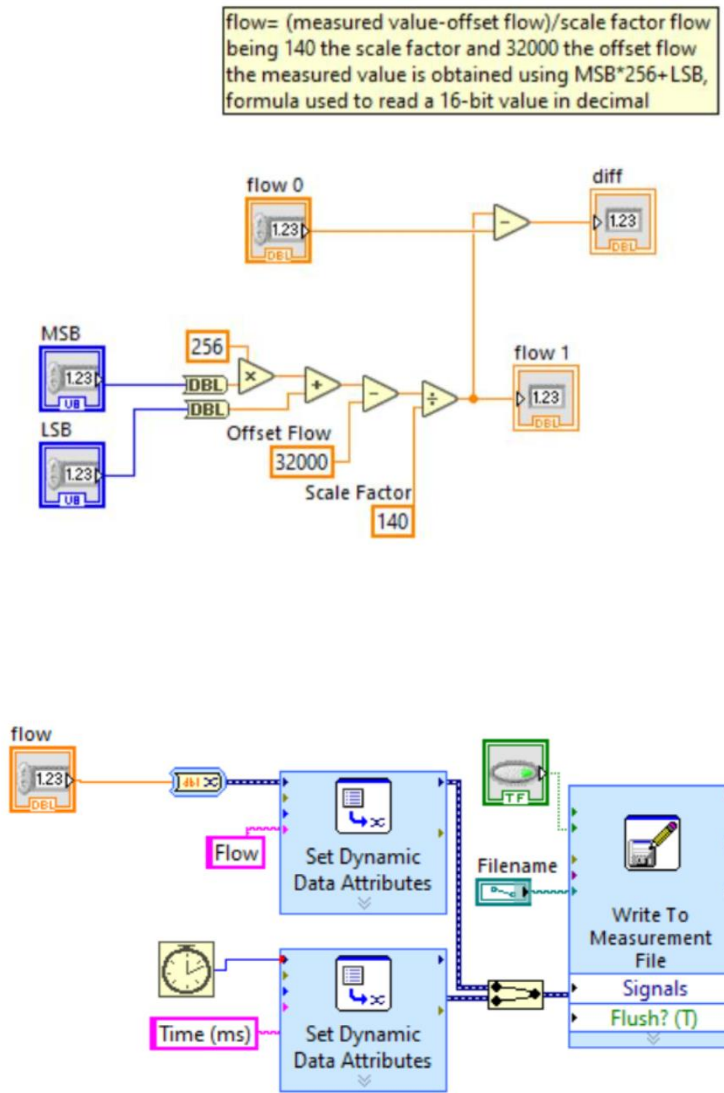 flow= (measured value-offset flow)/scale factor flow
being 140 the scale factor and 32000 the offset flow
the measured value is obtained using MSB*256+LSB,
formula used to read a 16-bit value in decimal
flow 0
1.23
DBL
diff
1.23
DBL
MSB
1.23
U8
256
DBL
DBL
flow 1
1.23
DBL
LSB
1.23
U8
Offset Flow
32000
Scale Factor
140
flow
1.23
DBL
Flow
Set Dynamic
Data Attributes
TF
Filename
Write To
Measurement
File
Signals
Flush? (T)
Time (ms)
Set Dynamic
Data Attributes